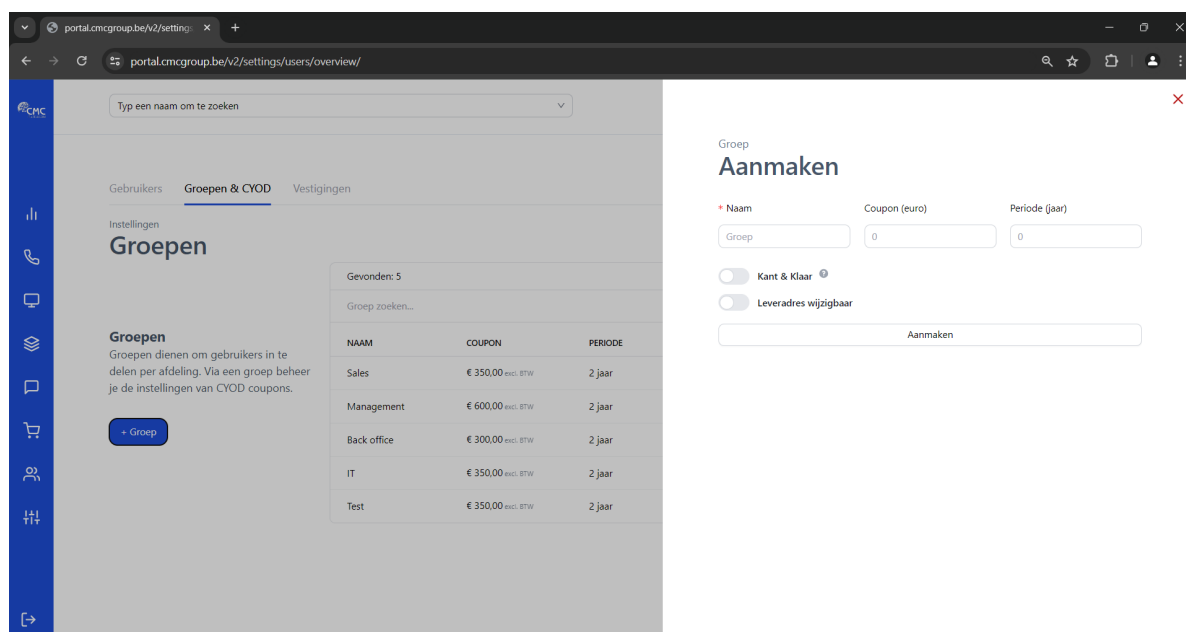 portal.cmcgroup.be/v2/settings
portal.cmcgroup.be/v2/settings/users/overview/
CMC
Typ een naam om te zoeken
Gebruikers Groepen & CYOD Vestigingen
Instellingen
Groepen
Gevonden: 5
Groep zoeken...
Groepen
Groepen dienen om gebruikers in te
delen per afdeling. Via een groep beheer
je de instellingen van CYOD coupons.
+ Groep
NAAM COUPON PERIODE
Sales € 350,00 excl. BTW 2 jaar
Management € 600,00 excl. BTW 2 jaar
Back office € 300,00 excl. BTW 2 jaar
IT € 350,00 excl. BTW 2 jaar
Test € 350,00 excl. BTW 2 jaar
Groep
Aanmaken
* Naam Coupon (euro) Periode (jaar)
Groep 0 0
Kant & Klaar ?
Leveradres wijzigbaar
Aanmaken